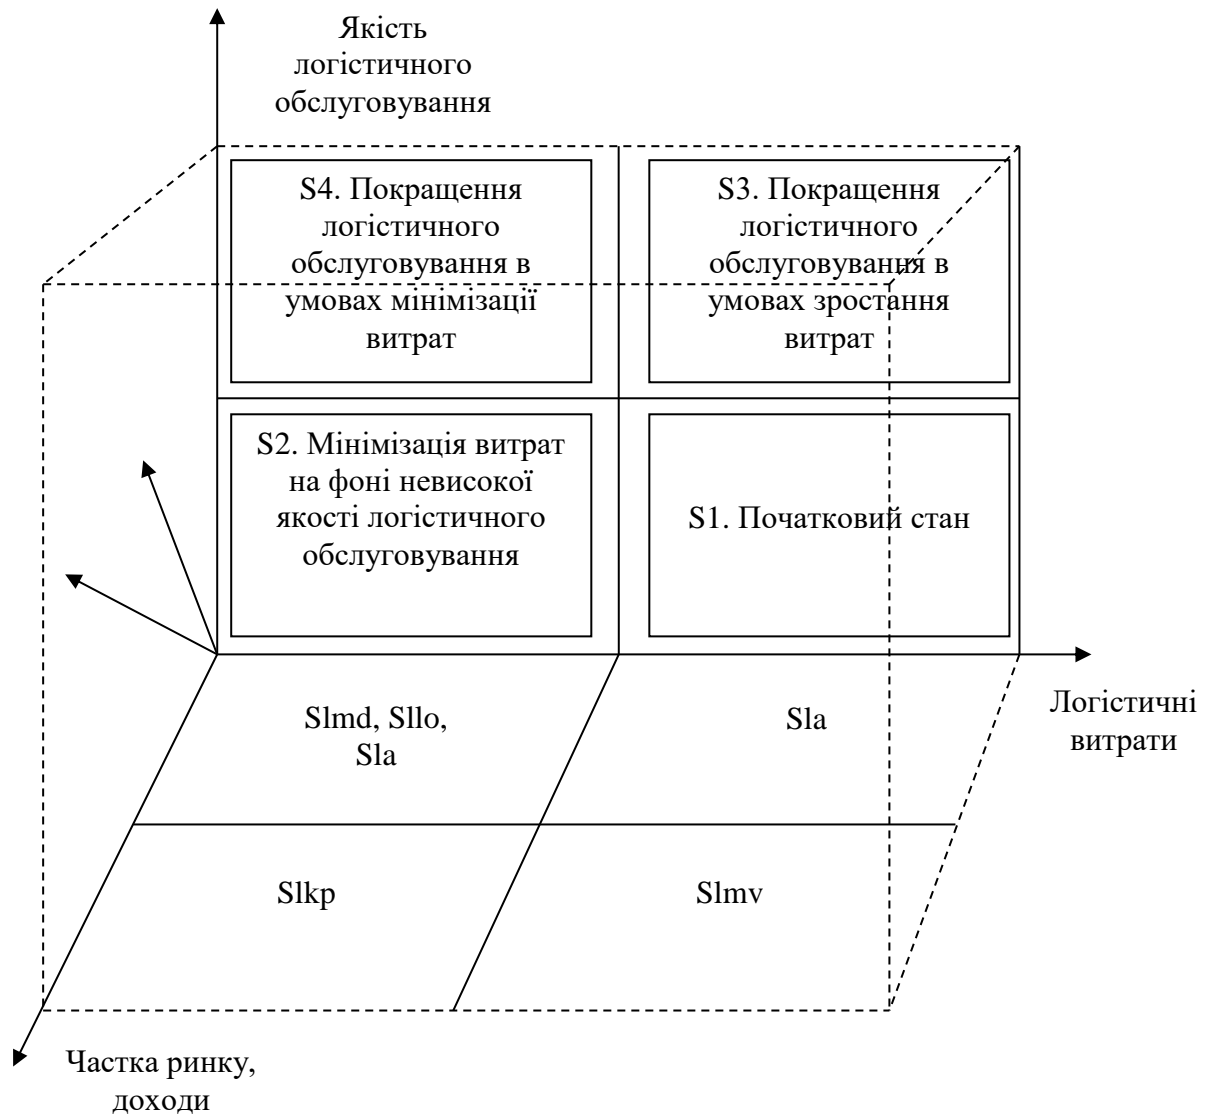 Якість
логістичного
обслуговування
S4. Покращення
логістичного
обслуговування в
умовах мінімізації
витрат
S3. Покращення
логістичного
обслуговування в
умовах зростання
витрат
S2. Мінімізація витрат
на фоні невисокої
якості логістичного
обслуговування
S1. Початковий стан
Slmd, Sllo,
Sla
Sla
Логістичні
витрати
Slkp
Slmv
Частка ринку,
доходи